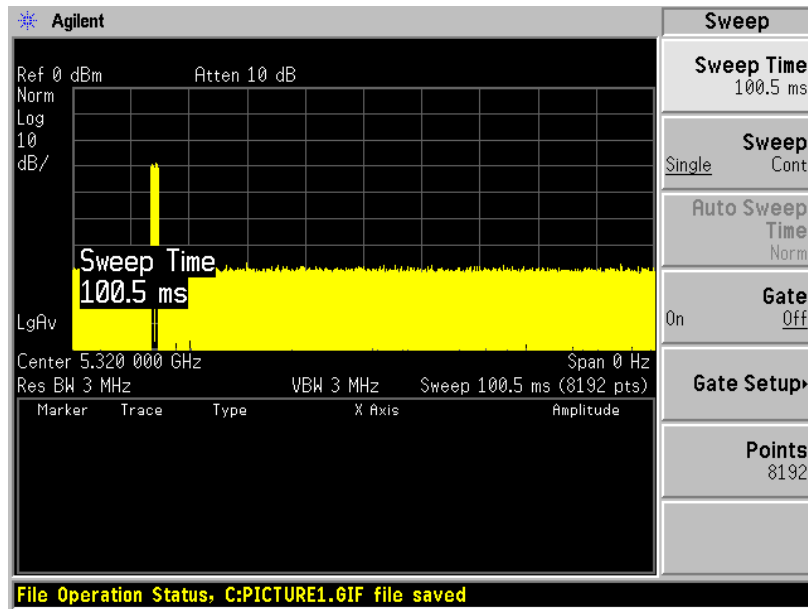 Agilent
Sweep
Ref 0 dBm Atten 10 dB
Norm
Log
10
dB/
Sweep Time
100.5 ms
LgAv
Center 5.320 000 GHz Span 0 Hz
Res BW 3 MHz VBW 3 MHz Sweep 100.5 ms (8192 pts)
Marker Trace Type X Axis Amplitude
Sweep Time
100.5 ms
Sweep
Single Cont
Auto Sweep
Time
Norm
Gate
On Off
Gate Setup
Points
8192
File Operation Status, C:PICTURE1.GIF file saved